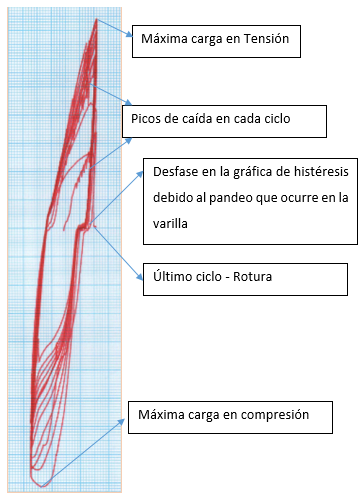 Máxima carga en Tensión
Picos de caída en cada ciclo
Desfase en la gráfica de histéresis
debido al pandeo que ocurre en la
varilla
Último ciclo - Rotura
Máxima carga en compresión